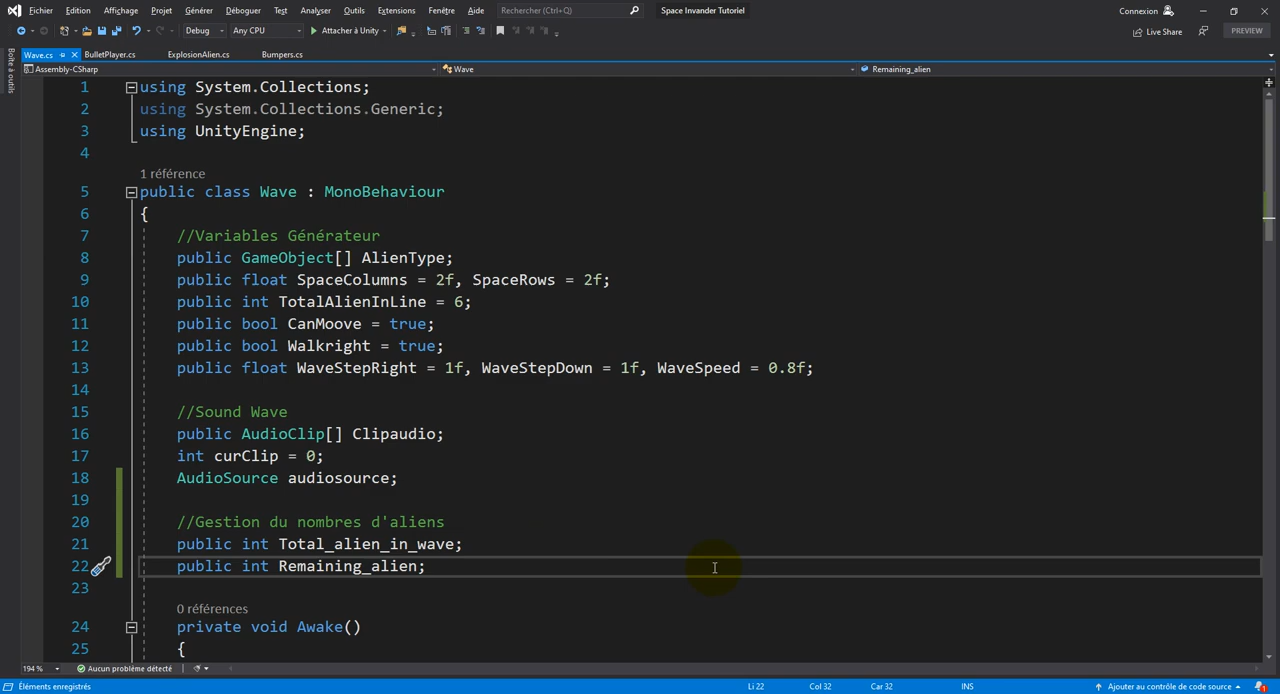 Fichier Edition Affichage Projet Générer Déboguer Test Analyser Outils Extensions Fenêtre Aide Rechercher (Ctrl+Q) Space Invander Tutoriel Connexion
Debug Any CPU Attacher à Unity Live Share PREVIEW
Boîte à outils
Wave.cs BulletPlayer.cs ExplosionAlien.cs Bumpers.cs
Assembly-CSharp Wave Remaining_alien
1 using System.Collections;
2 using System.Collections.Generic;
3 using UnityEngine;
4
1 référence
5 public class Wave : MonoBehaviour
6 {
7 //Variables Générateur
8 public GameObject[] AlienType;
9 public float SpaceColumns = 2f, SpaceRows = 2f;
10 public int TotalAlienInLine = 6;
11 public bool CanMoove = true;
12 public bool Walkright = true;
13 public float WaveStepRight = 1f, WaveStepDown = 1f, WaveSpeed = 0.8f;
14
15 //Sound Wave
16 public AudioClip[] Clipaudio;
17 int curClip = 0;
18 AudioSource audiosource;
19
20 //Gestion du nombres d'aliens
21 public int Total_alien_in_wave;
22 public int Remaining_alien;
23
0 références
24 private void Awake()
25 {
194 % Aucun problème détecté
Éléments enregistrés Li 22 Col 32 Car 32 INS Ajouter au contrôle de code source 1